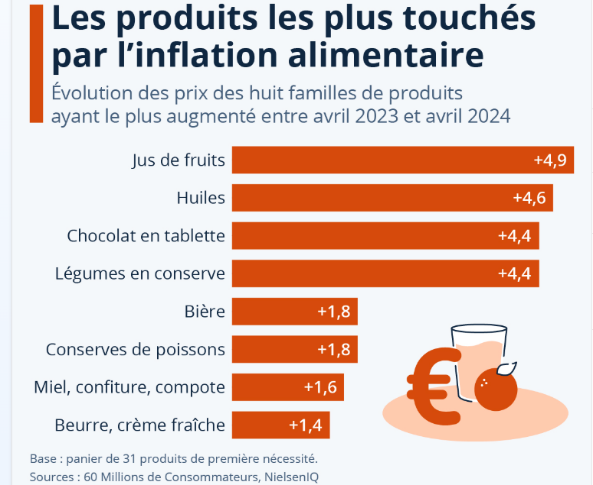 Les produits les plus touchés
par l’inflation alimentaire
Évolution des prix des huit familles de produits
ayant le plus augmenté entre avril 2023 et avril 2024
Jus de fruits +4,9
Huiles +4,6
Chocolat en tablette +4,4
Légumes en conserve +4,4
Bière +1,8
Conserves de poissons +1,8
Miel, confiture, compote +1,6
Beurre, crème fraîche +1,4
€
Base : panier de 31 produits de première nécessité.
Sources : 60 Millions de Consommateurs, NielsenIQ